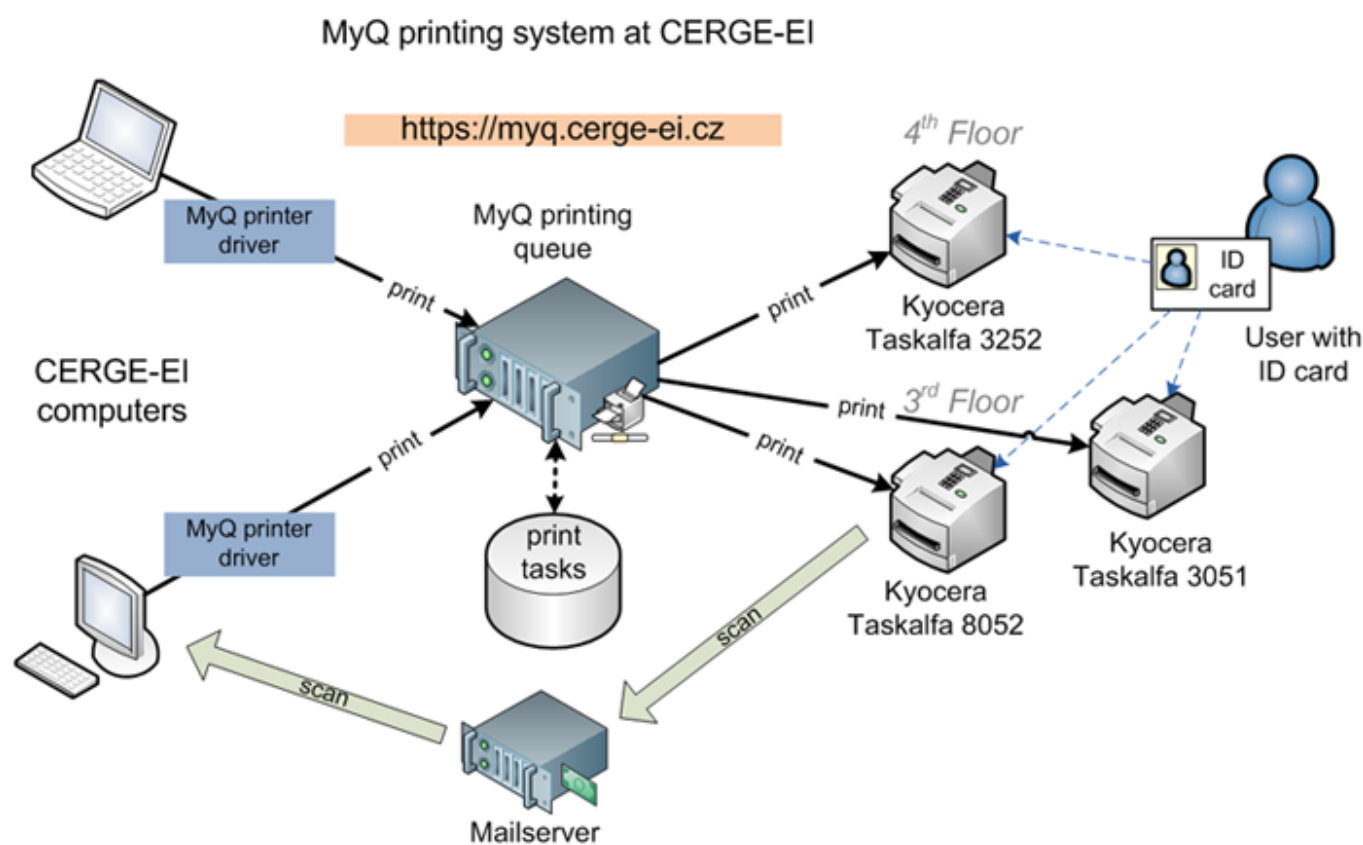 MyQ printing system at CERGE-EI
https://myq.cerge-ei.cz
4th Floor
MyQ printer
driver
MyQ printing
queue
print
print
ID
card
Kyocera
Taskalfa 3252
User with
ID card
CERGE-EI
computers
print
3rd Floor
print
print
MyQ printer
driver
print
tasks
Kyocera
Taskalfa 3051
Kyocera
Taskalfa 8052
scan
scan
Mailserver